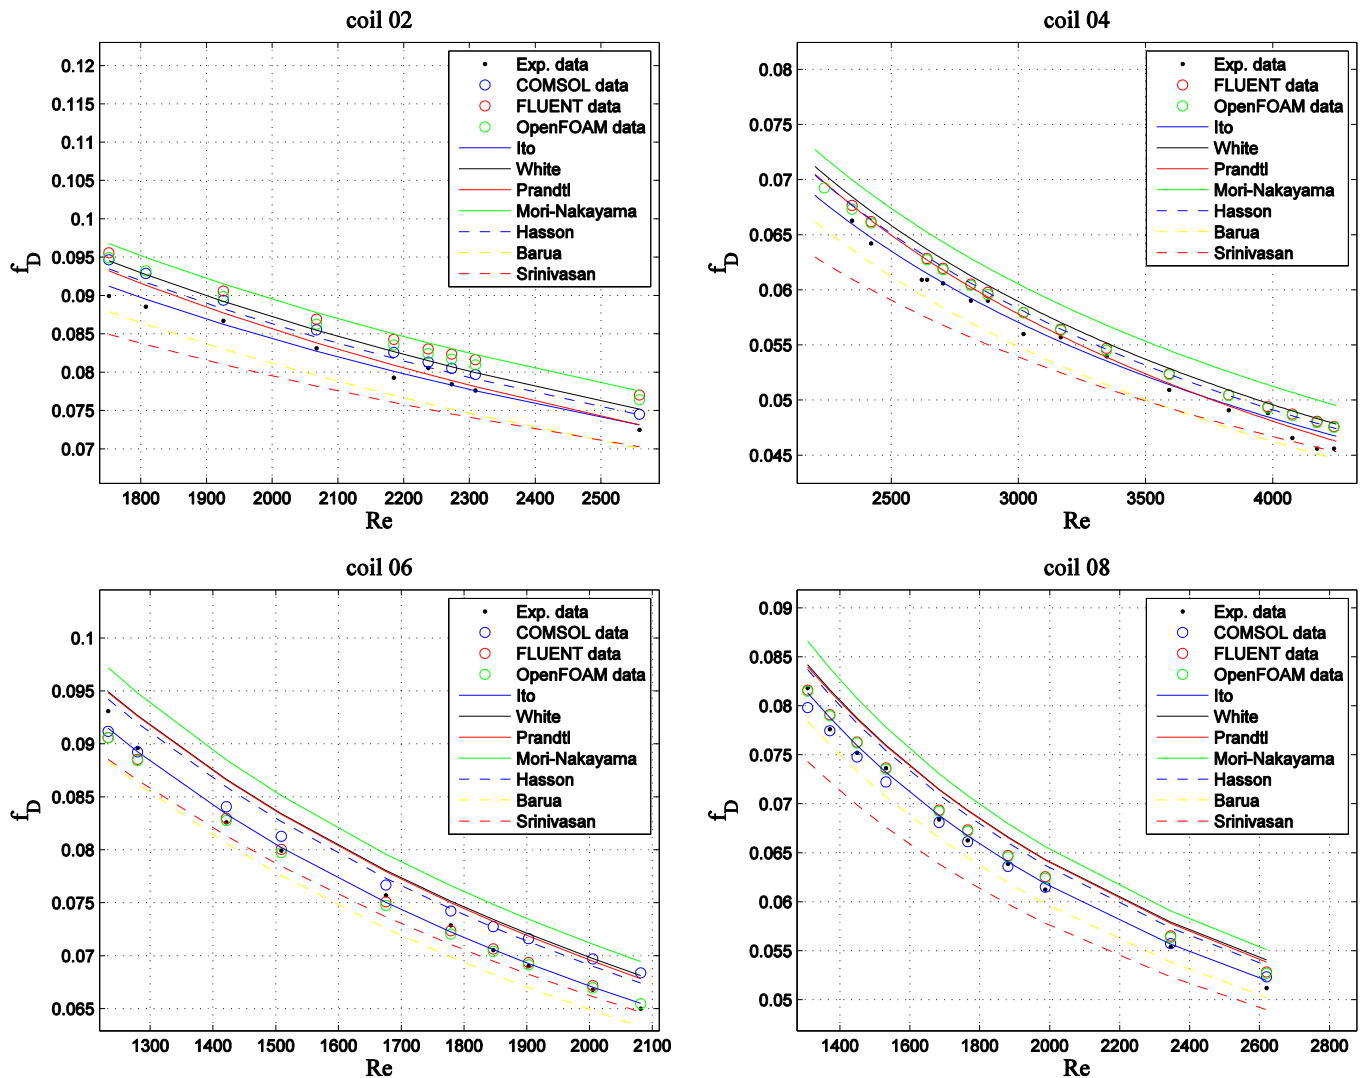 coil 02
0.12
0.115
0.11
0.105
0.1
0.095
0.09
0.085
0.08
0.075
0.07
f_D
1800 1900 2000 2100 2200 2300 2400 2500
Re
Exp. data
COMSOL data
FLUENT data
OpenFOAM data
Ito
White
Prandtl
Mori-Nakayama
Hasson
Barua
Srinivasan
coil 04
0.08
0.075
0.07
0.065
0.06
0.055
0.05
0.045
f_D
2500 3000 3500 4000
Re
Exp. data
FLUENT data
OpenFOAM data
Ito
White
Prandtl
Mori-Nakayama
Hasson
Barua
Srinivasan
coil 06
0.1
0.095
0.09
0.085
0.08
0.075
0.07
0.065
f_D
1300 1400 1500 1600 1700 1800 1900 2000 2100
Re
Exp. data
COMSOL data
FLUENT data
OpenFOAM data
Ito
White
Prandtl
Mori-Nakayama
Hasson
Barua
Srinivasan
coil 08
0.09
0.085
0.08
0.075
0.07
0.065
0.06
0.055
0.05
f_D
1400 1600 1800 2000 2200 2400 2600 2800
Re
Exp. data
COMSOL data
FLUENT data
OpenFOAM data
Ito
White
Prandtl
Mori-Nakayama
Hasson
Barua
Srinivasan